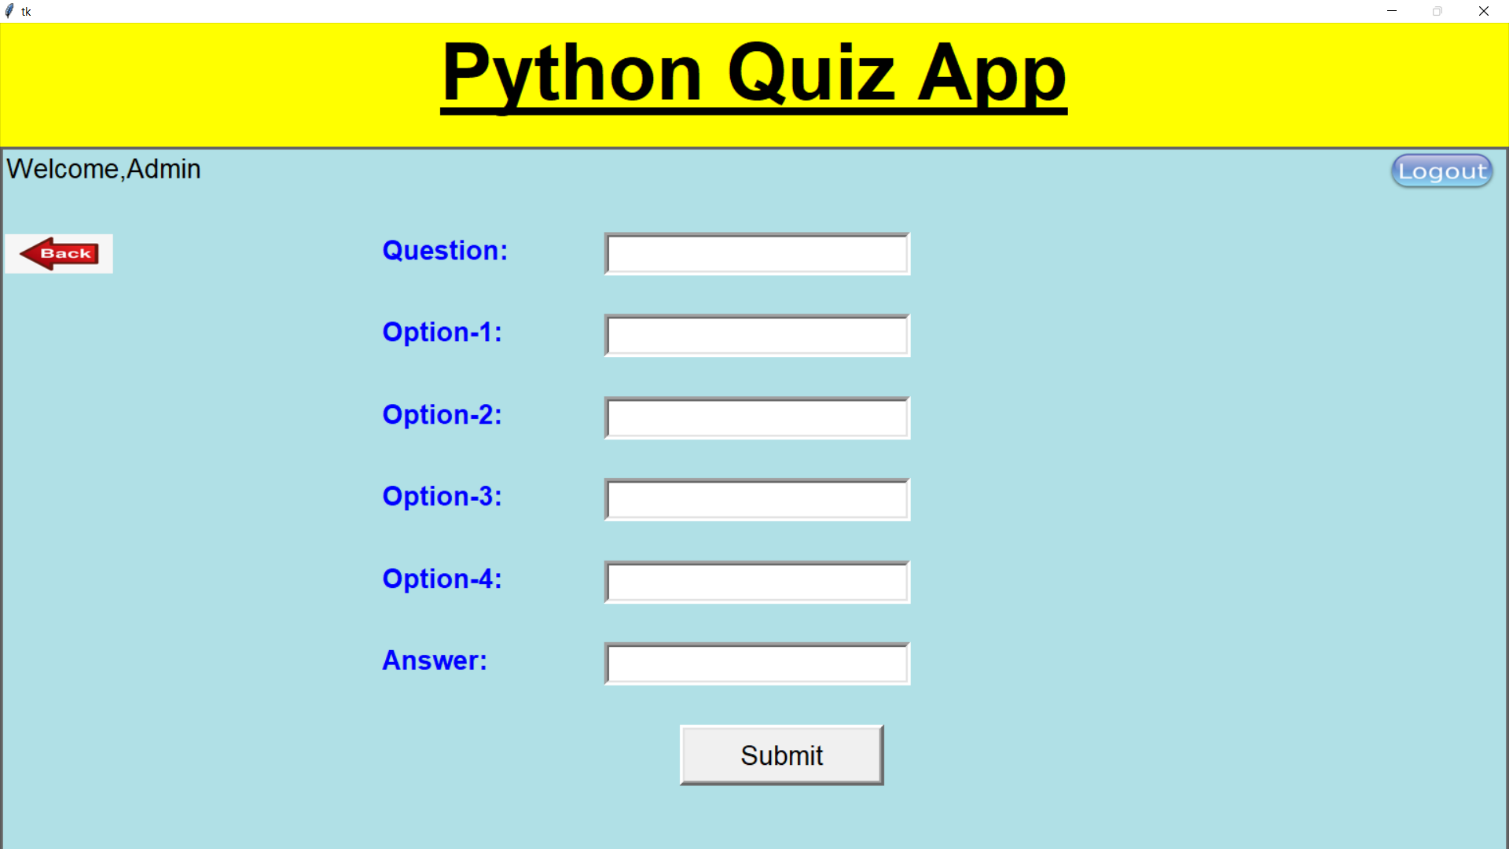 tk
Python Quiz App
Welcome,Admin
Logout
Back
Question:
Option-1:
Option-2:
Option-3:
Option-4:
Answer:
Submit